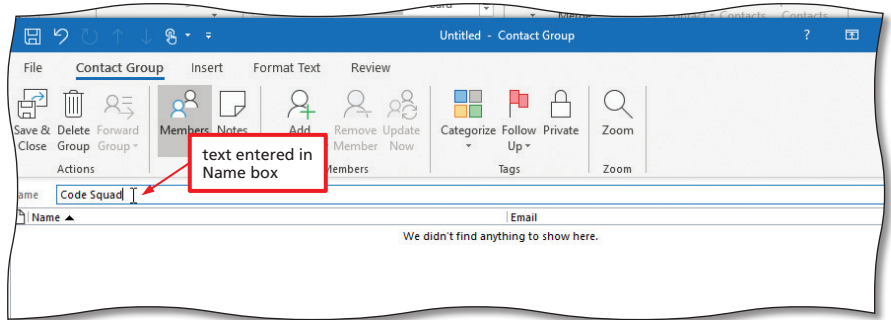 Untitled - Contact Group ?
File Contact Group Insert Format Text Review
Save & Delete Forward Members Notes Add Remove Update Categorize Follow Private Zoom
Close Group Group Member Now Up
Actions Tags Zoom
text entered in
Name box
Code Squad
Name Email
We didn't find anything to show here.